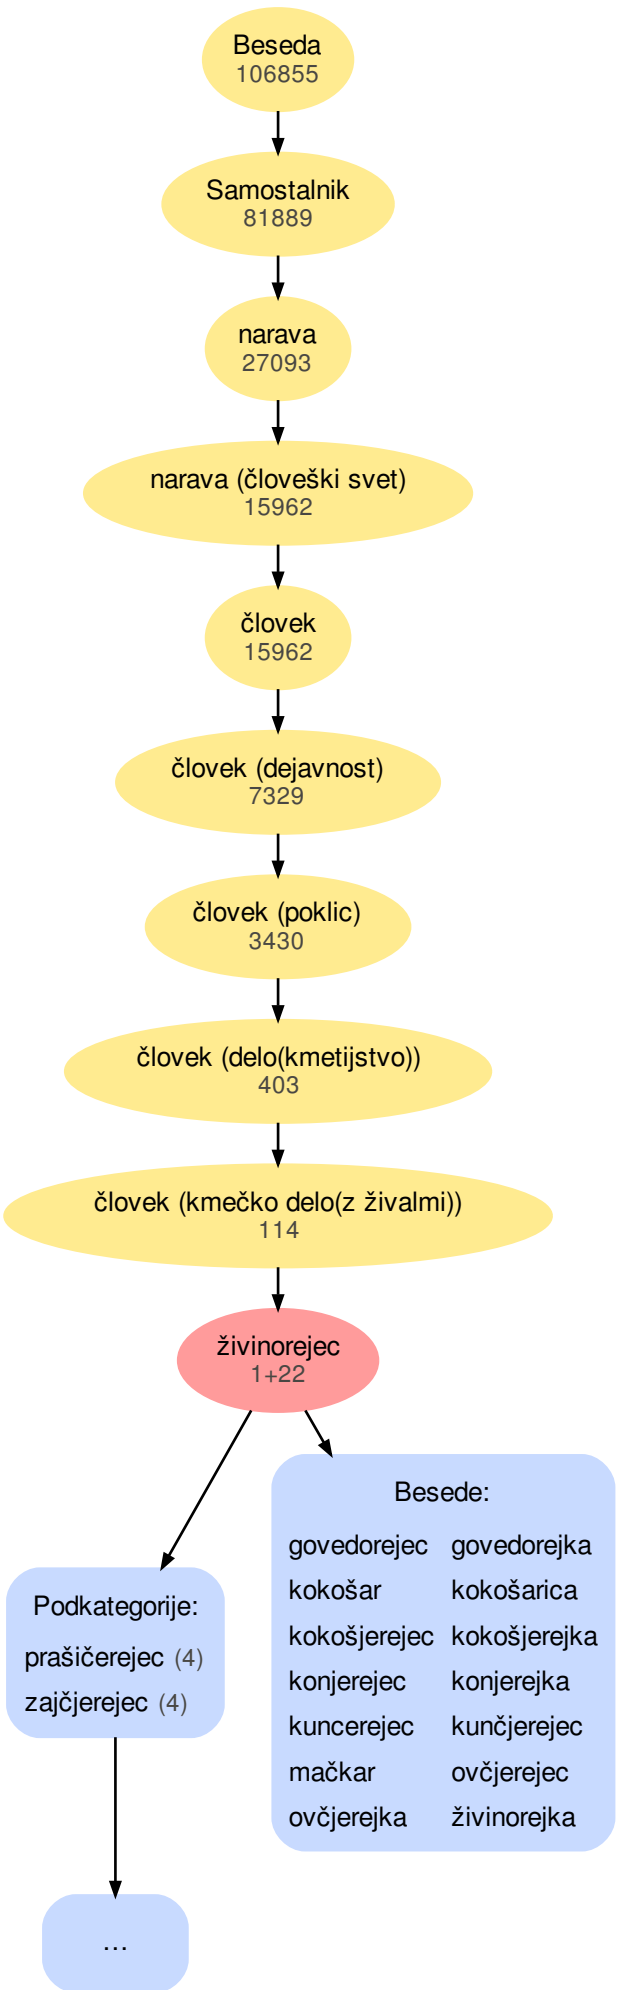 Beseda
106855
Samostalnik
81889
narava
27093
narava (človeški svet)
15962
človek
15962
človek (dejavnost)
7329
človek (poklic)
3430
človek (delo(kmetijstvo))
403
človek (kmečko delo(z živalmi))
114
živinorejec
1+22
Besede:
govedorejec govedorejka
kokošar kokošarica
kokošjerejec kokošjerejka
konjerejec konjerejka
kuncerejec kunčjerejec
mačkar ovčjerejec
ovčjerejka živinorejka
Podkategorije:
prašičerejec (4)
zajčjerejec (4)
...